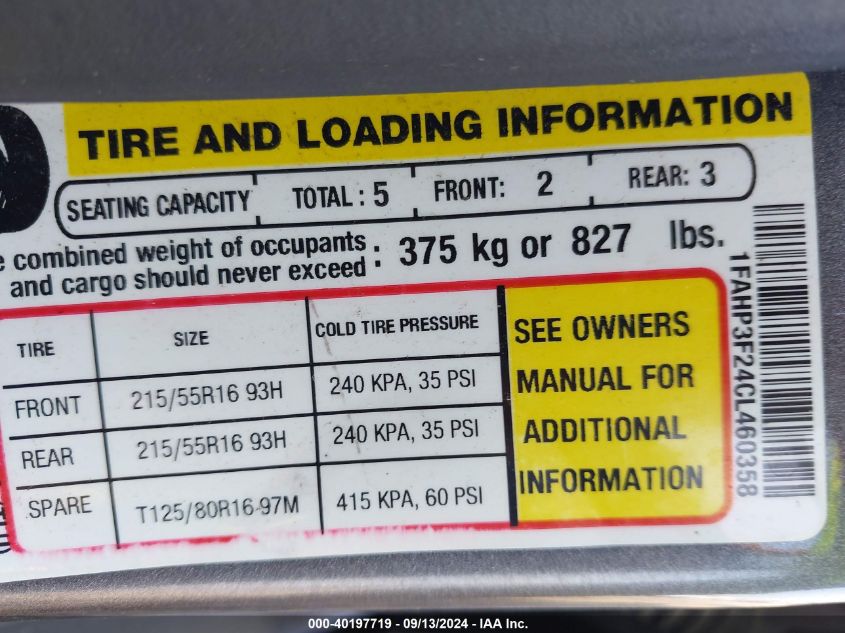 TIRE AND LOADING INFORMATION
SEATING CAPACITY TOTAL : 5 FRONT: 2 REAR: 3
combined weight of occupants
and cargo should never exceed : 375 kg or 827 lbs.
TIRE SIZE COLD TIRE PRESSURE
FRONT 215/55R16 93H 240 KPA, 35 PSI
REAR 215/55R16 93H 240 KPA, 35 PSI
SPARE T125/80R16-97M 415 KPA, 60 PSI
SEE OWNERS
MANUAL FOR
ADDITIONAL
INFORMATION
1FAHP3F24CL460358
000-40197719 - 09/13/2024 - IAA Inc.